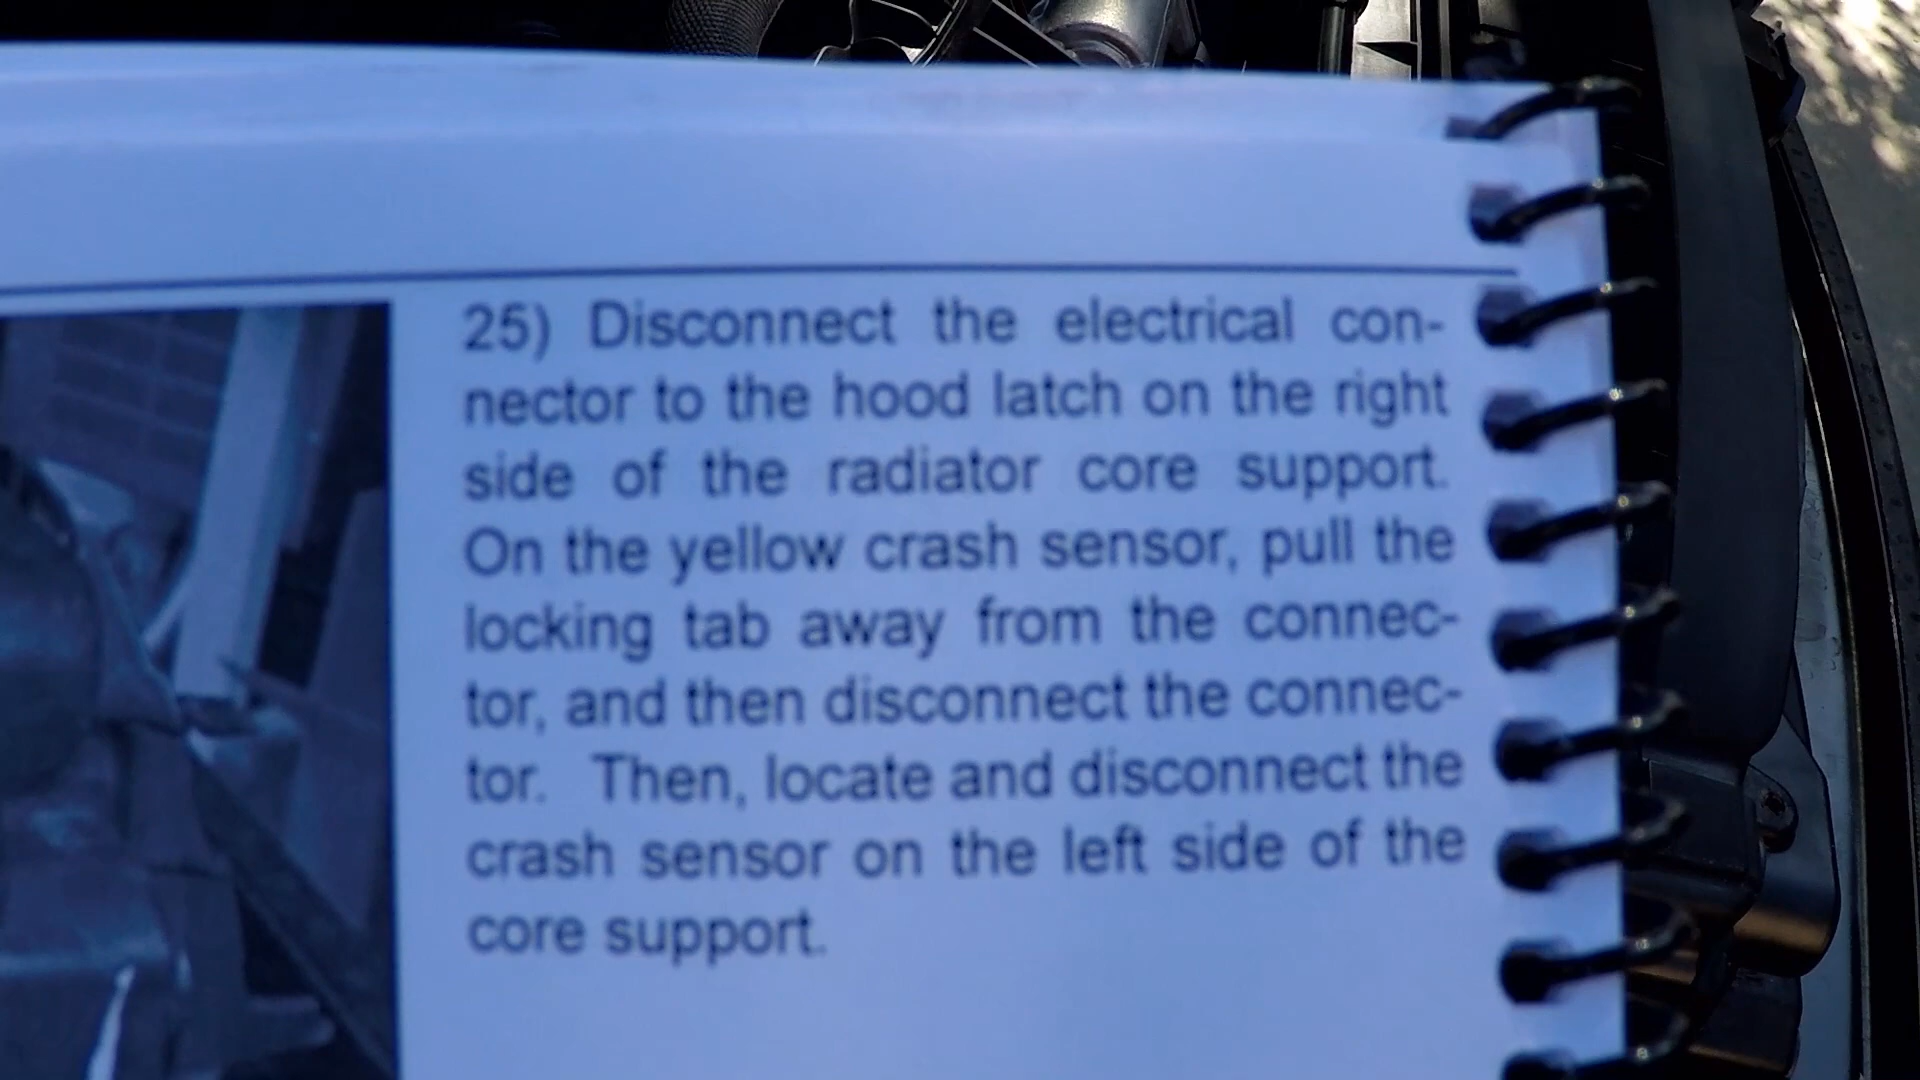 25) Disconnect the electrical con-
nector to the hood latch on the right
side of the radiator core support.
On the yellow crash sensor, pull the
locking tab away from the connec-
tor, and then disconnect the connec-
tor. Then, locate and disconnect the
crash sensor on the left side of the
core support.